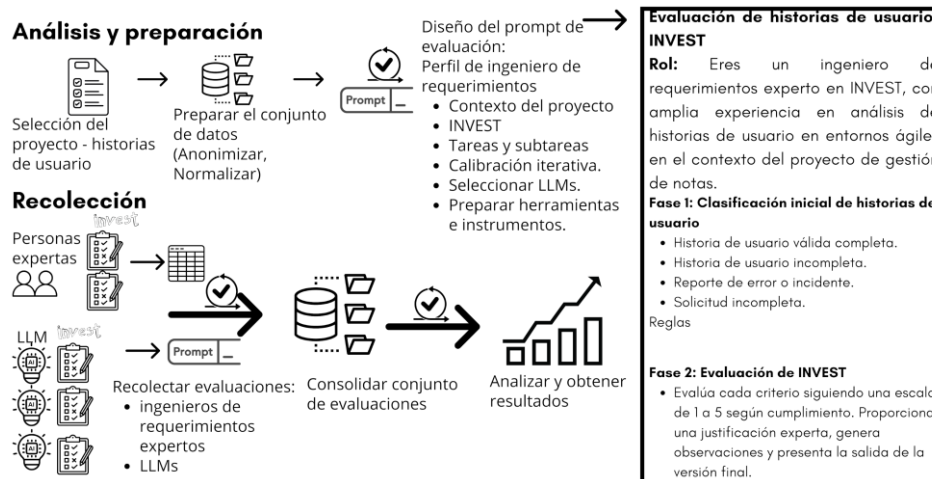 Análisis y preparación
Selección del
proyecto - historias
de usuario
Preparar el conjunto
de datos
(Anonimizar,
Normalizar)
Prompt
Diseño del prompt de
evaluación:
Perfil de ingeniero de
requerimientos
Contexto del proyecto
INVEST
Tareas y subtareas
Calibración iterativa.
Seleccionar LLMs.
Preparar herramientas
e instrumentos.
Recolección
invest
Personas
expertas
LLM
invest
Prompt
Recolectar evaluaciones:
ingenieros de
requerimientos
expertos
LLMs
Consolidar conjunto
de evaluaciones
Analizar y obtener
resultados
AI
AI
AI
Evaluación de historias de usuario
INVEST
Rol: Eres un ingeniero de
requerimientos experto en INVEST, con
amplia experiencia en análisis de
historias de usuario en entornos ágiles
en el contexto del proyecto de gestión
de notas.
Fase 1: Clasificación inicial de historias de
usuario
Historia de usuario válida completa.
Historia de usuario incompleta.
Reporte de error o incidente.
Solicitud incompleta.
Reglas
Fase 2: Evaluación de INVEST
Evalúa cada criterio siguiendo una escala
de 1 a 5 según cumplimiento. Proporciona
una justificación experta, genera
observaciones y presenta la salida de la
versión final.